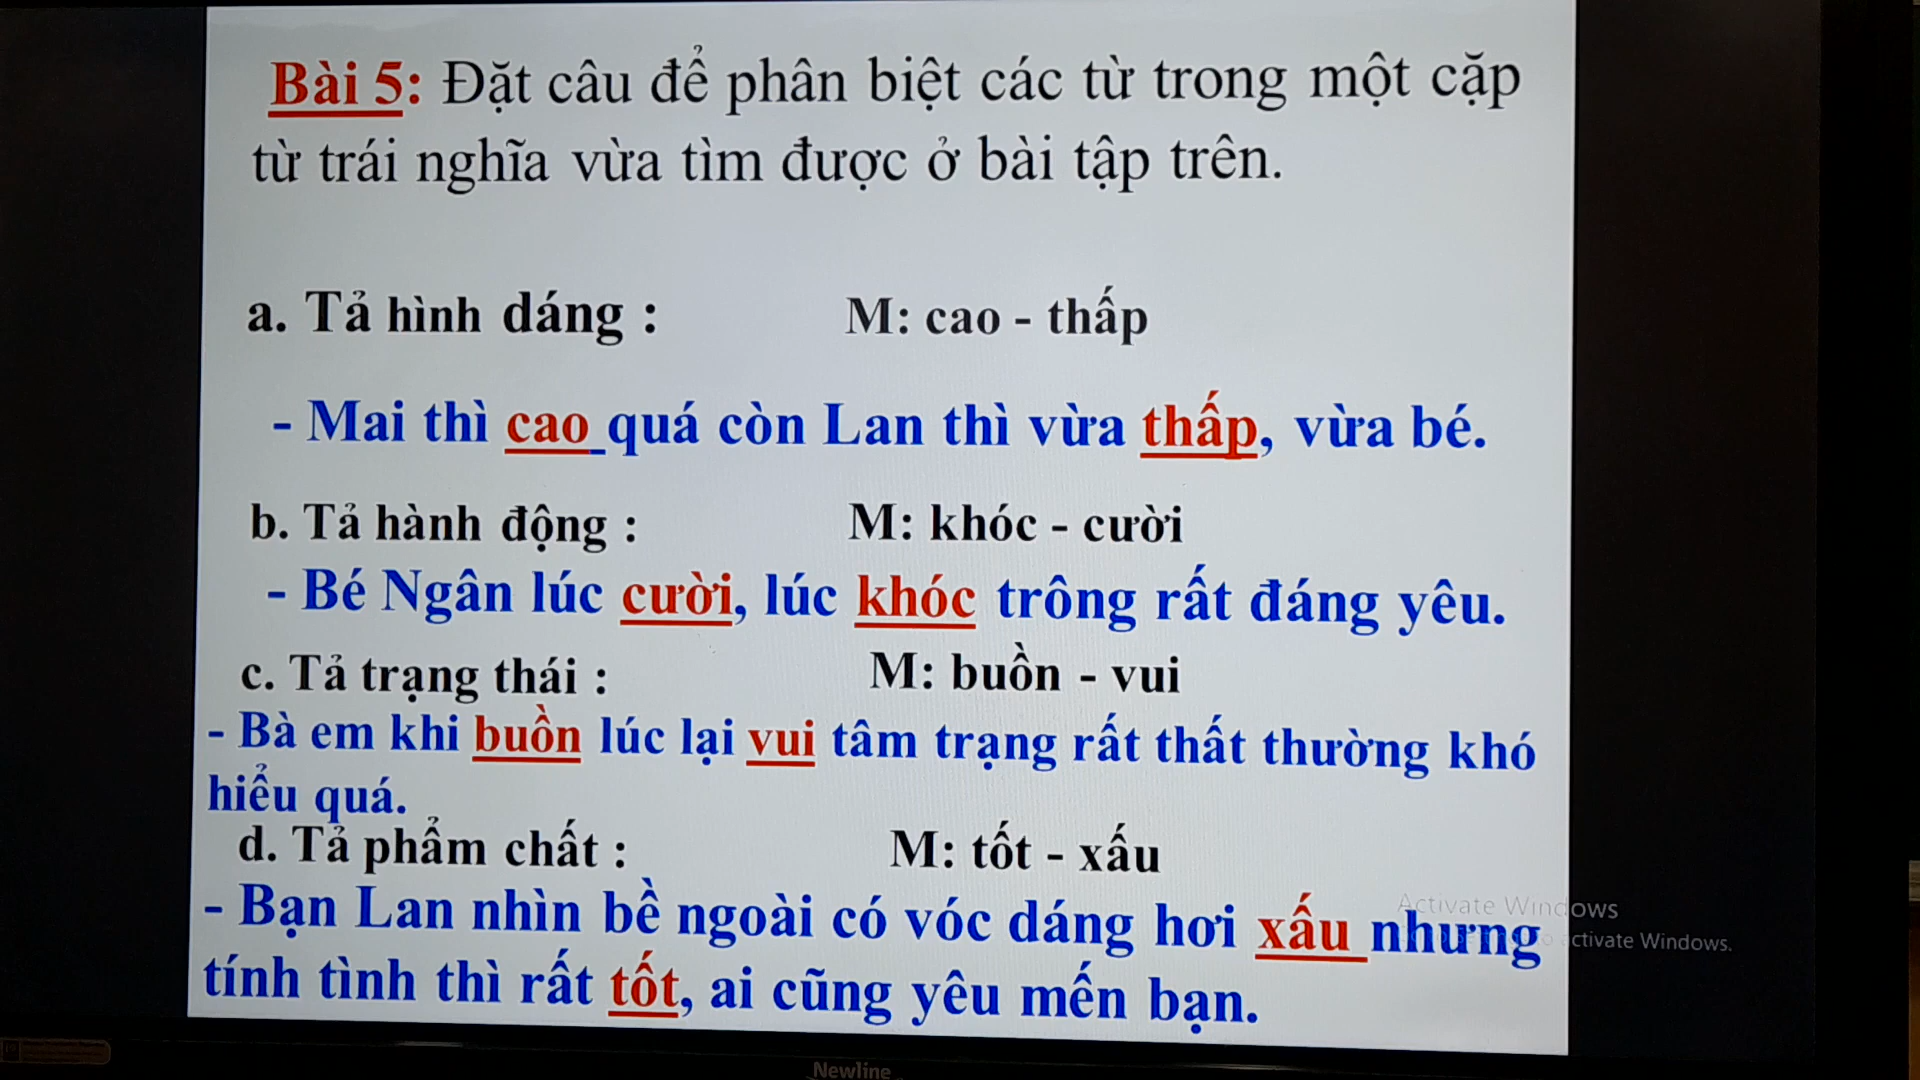 Bài 5: Đặt câu để phân biệt các từ trong một cặp
từ trái nghĩa vừa tìm được ở bài tập trên.
a. Tả hình dáng : M: cao - thấp
- Mai thì cao quá còn Lan thì vừa thấp, vừa bé.
b. Tả hành động : M: khóc - cười
- Bé Ngân lúc cười, lúc khóc trông rất đáng yêu.
c. Tả trạng thái : M: buồn - vui
- Bà em khi buồn lúc lại vui tâm trạng rất thất thường khó
hiểu quá.
d. Tả phẩm chất : M: tốt - xấu
- Bạn Lan nhìn bề ngoài có vóc dáng hơi xấu nhưng
tính tình thì rất tốt, ai cũng yêu mến bạn.
Activate Windows
activate Windows.
Newline